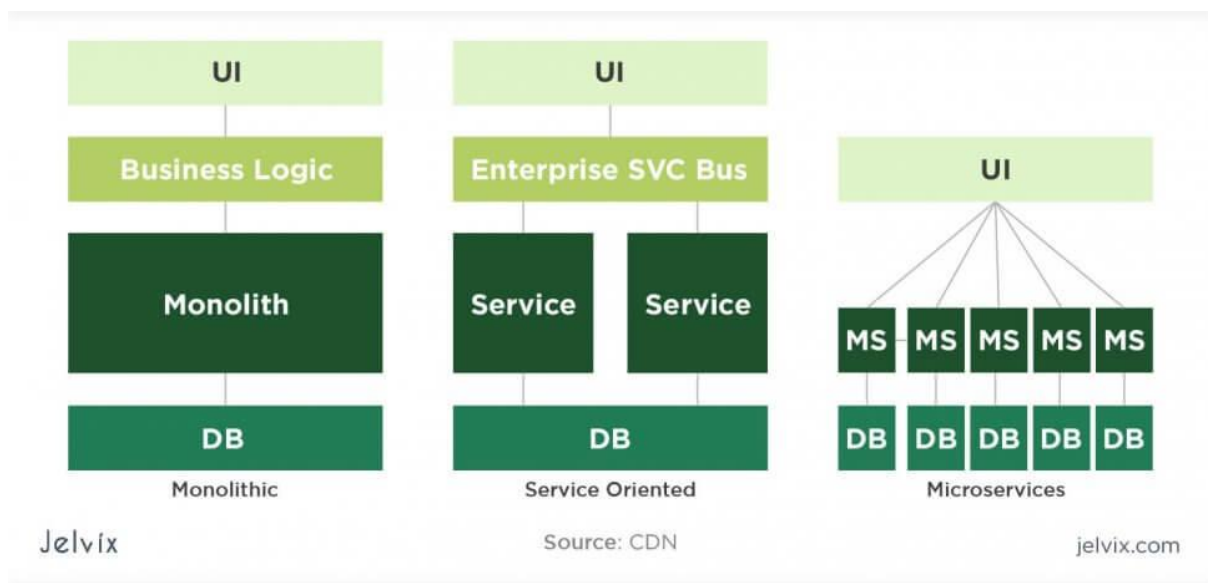 UI
Business Logic
Monolith
DB
Monolithic
UI
Enterprise SVC Bus
Service Service
DB
Service Oriented
UI
MS MS MS MS MS
DB DB DB DB DB
Microservices
Jelvix
Source: CDN
jelvix.com